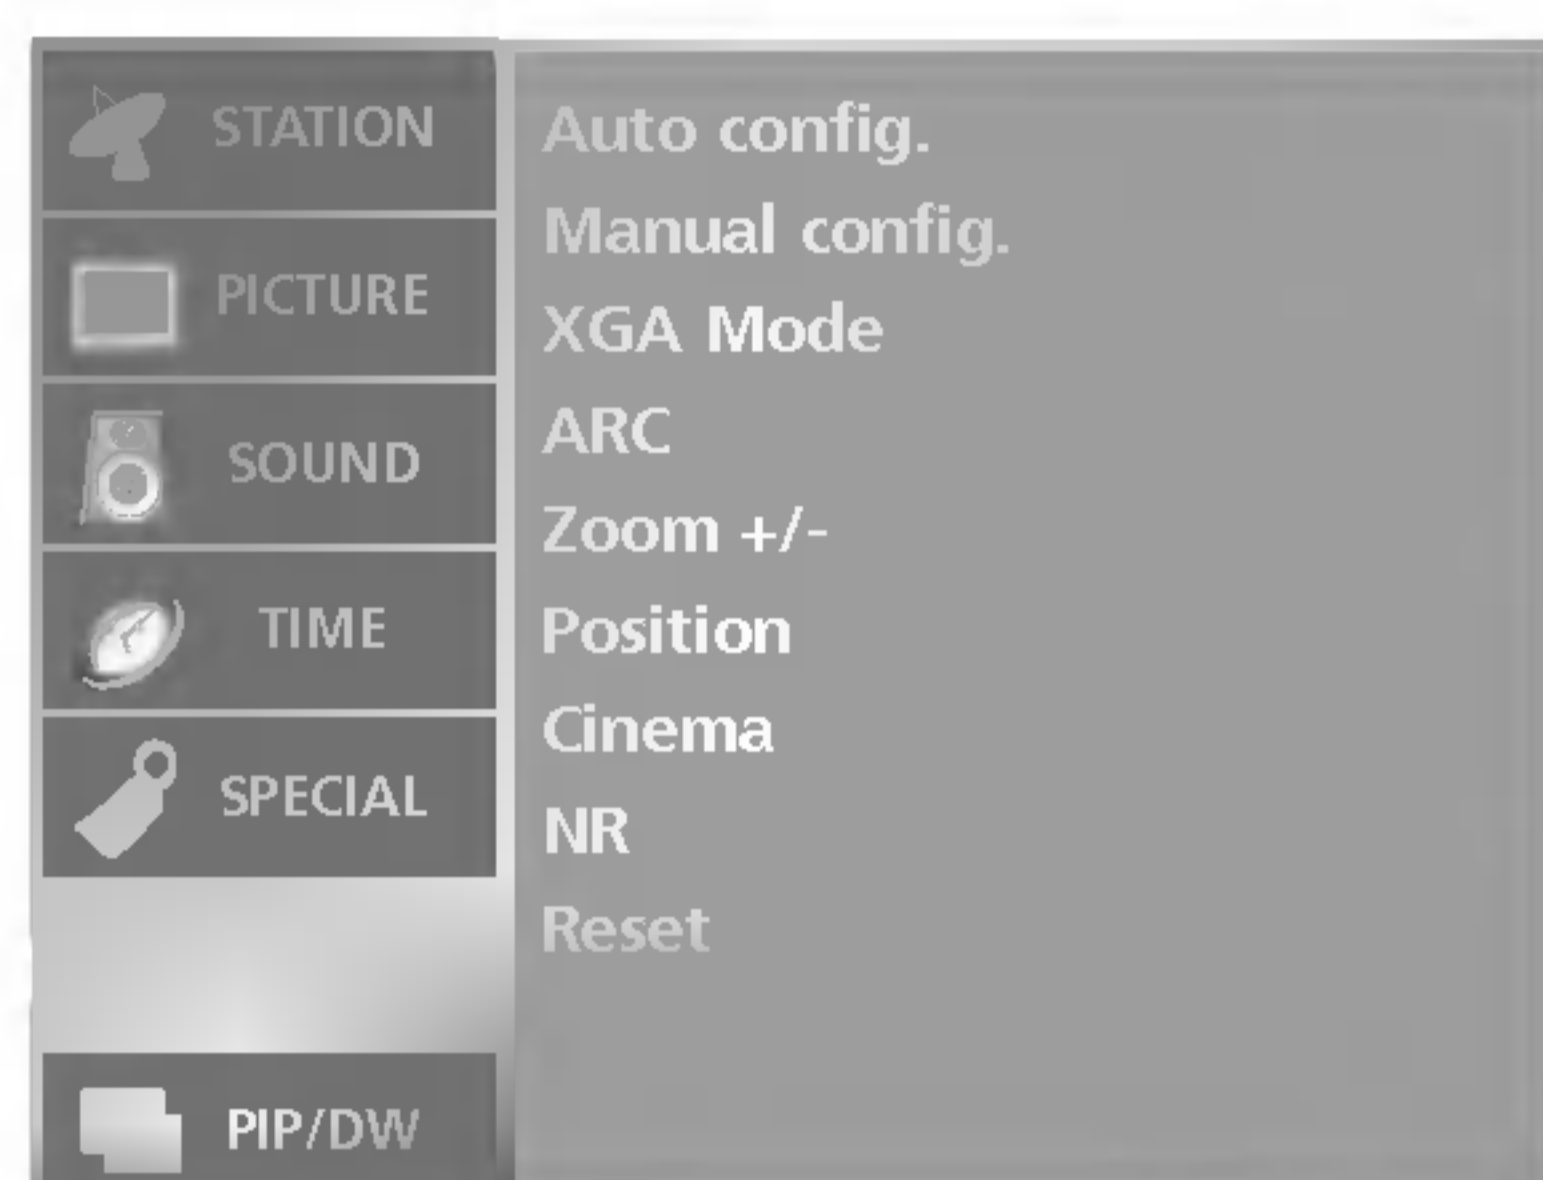 STATION
PICTURE
SOUND
TIME
SPECIAL
PIP/DW
Auto config.
Manual config.
XGA Mode
ARC
Zoom +/-
Position
Cinema
NR
Reset